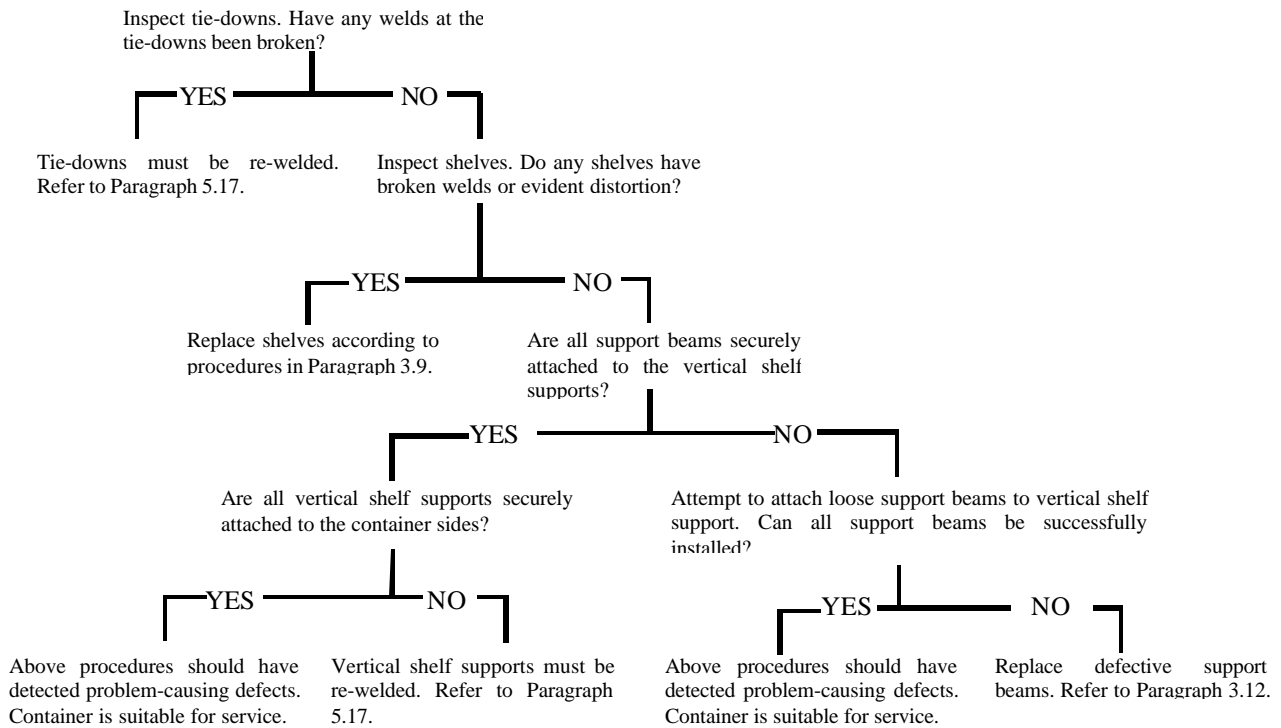 Inspect tie-downs. Have any welds at the
tie-downs been broken?
YES
NO
Tie-downs must be re-welded.
Refer to Paragraph 5.17.
Inspect shelves. Do any shelves have
broken welds or evident distortion?
YES
NO
Replace shelves according to
procedures in Paragraph 3.9.
Are all support beams securely
attached to the vertical shelf
supports?
YES
NO
Are all vertical shelf supports securely
attached to the container sides?
Attempt to attach loose support beams to vertical shelf
support. Can all support beams be successfully
installed?
YES
NO
YES
NO
Above procedures should have
detected problem-causing defects.
Container is suitable for service.
Vertical shelf supports must be
re-welded. Refer to Paragraph
5.17.
Above procedures should have
detected problem-causing defects.
Container is suitable for service.
Replace defective support
beams. Refer to Paragraph 3.12.